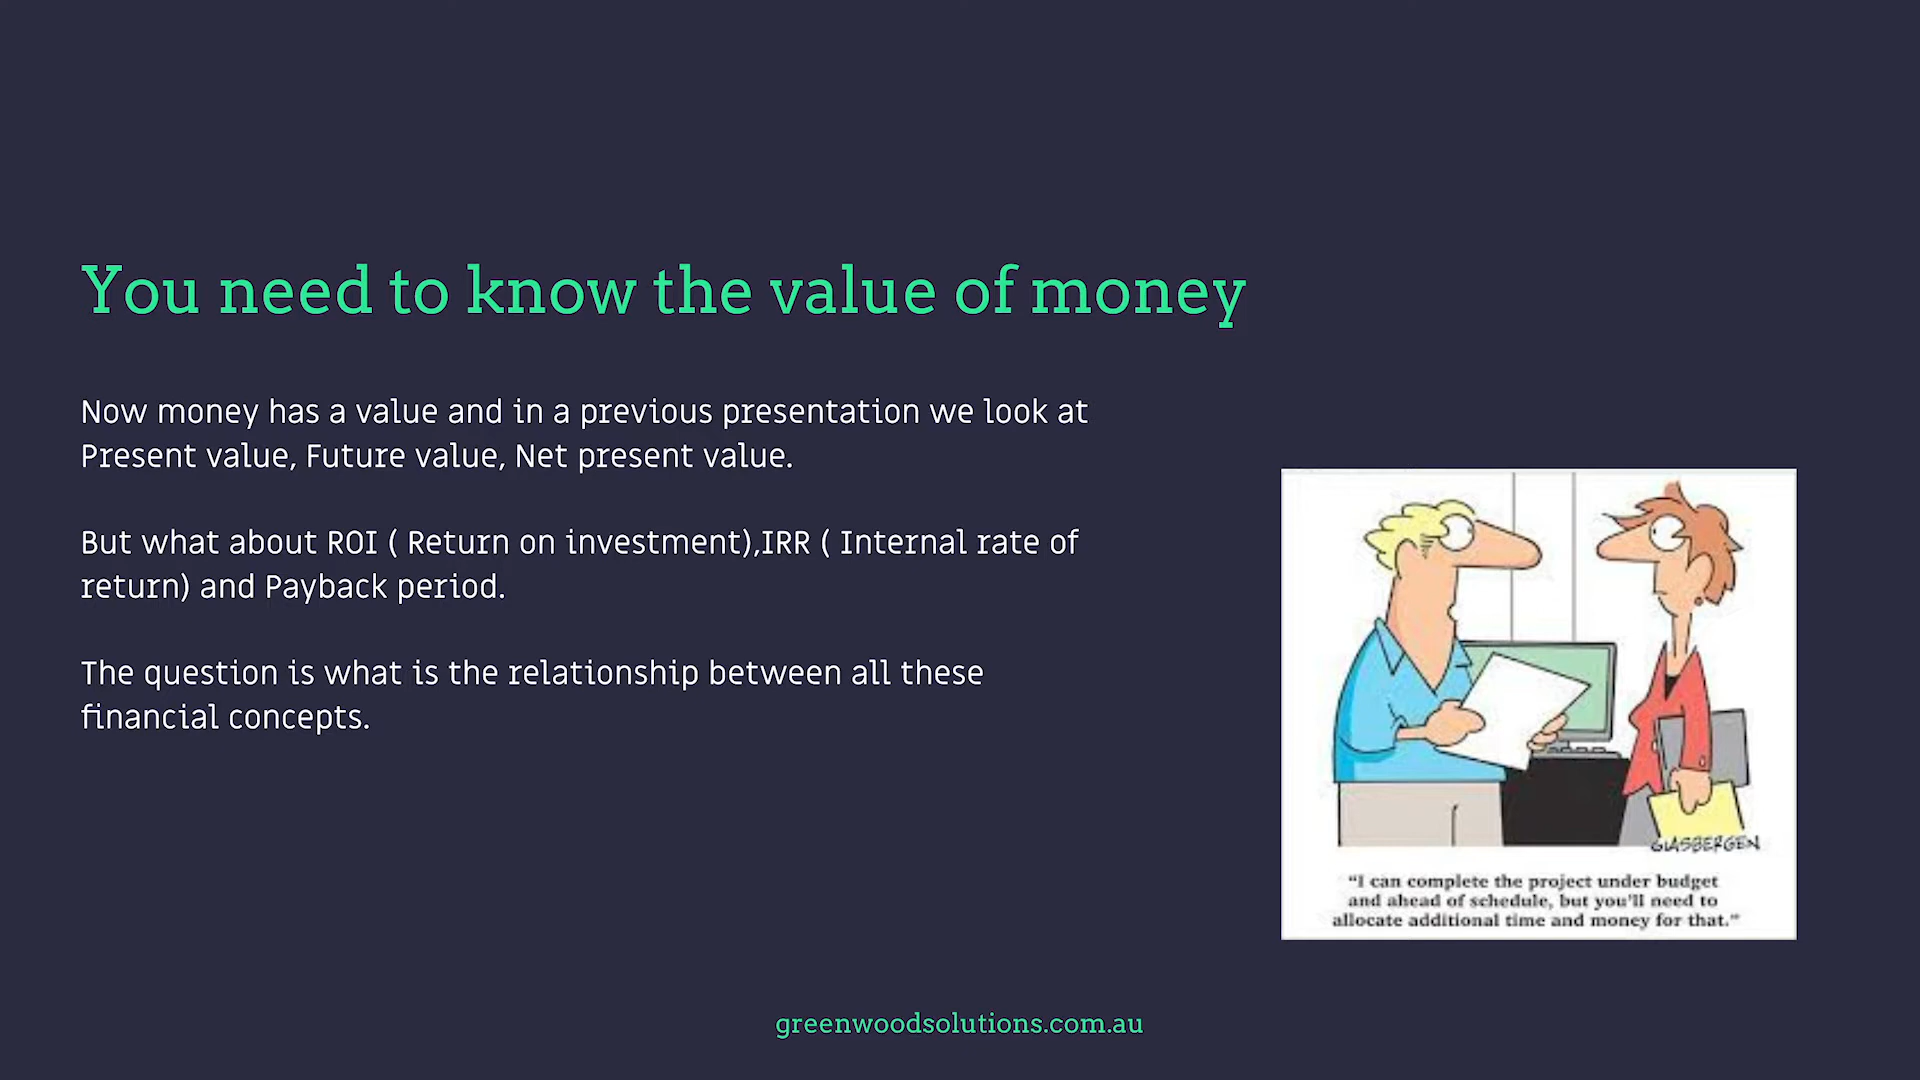 You need to know the value of money
Now money has a value and in a previous presentation we look at
Present value, Future value, Net present value.
But what about ROI ( Return on investment),IRR ( Internal rate of
return) and Payback period.
The question is what is the relationship between all these
financial concepts.
GLASBERGEN
“I can complete the project under budget
and ahead of schedule, but you'll need to
allocate additional time and money for that.”
greenwoodsolutions.com.au